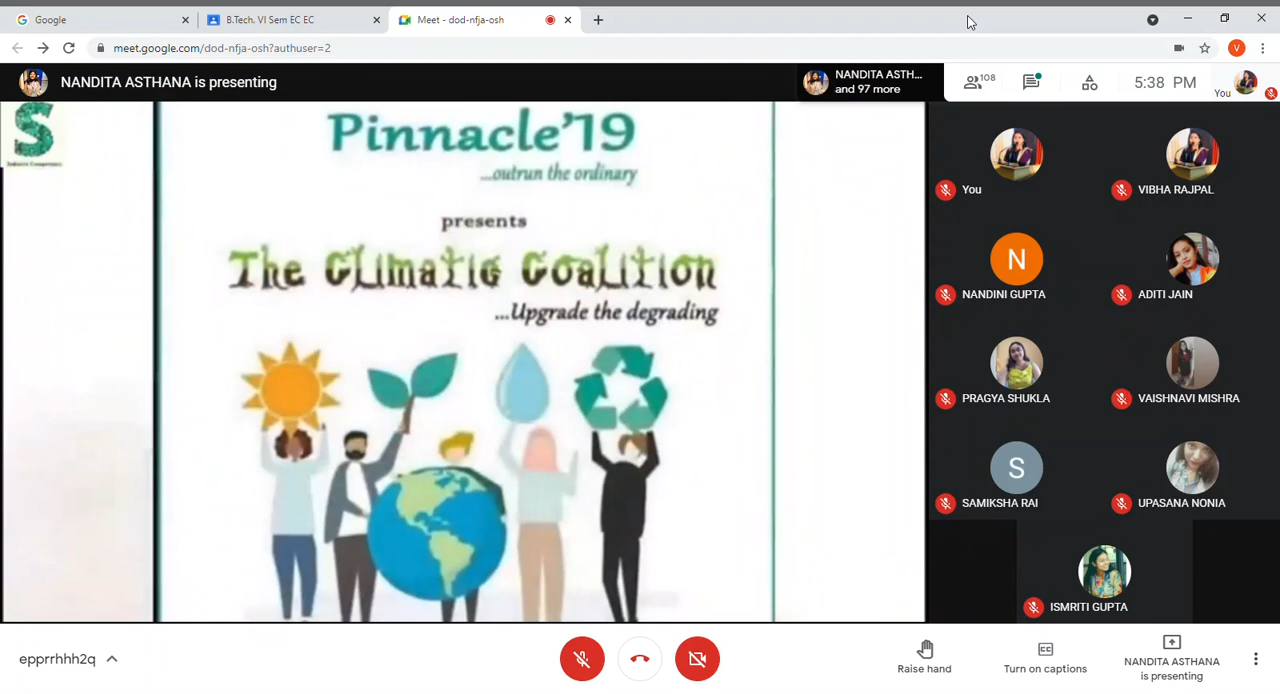 Google
B.Tech. VI Sem EC EC
Meet - dod-nfja-osh
meet.google.com/dod-nfja-osh?authuser=2
V
NANDITA ASTHANA is presenting
NANDITA ASTH...
and 97 more
108
5:38 PM
You
S
Pinnacle'19
...outrun the ordinary
presents
The Climatic Coalition
...Upgrade the degrading
You
VIBHA RAJPAL
N
NANDINI GUPTA
ADITI JAIN
PRAGYA SHUKLA
VAISHNAVI MISHRA
S
SAMIKSHA RAI
UPASANA NONIA
ISMRITI GUPTA
epprrhhh2q
Raise hand
Turn on captions
NANDITA ASTHANA
is presenting